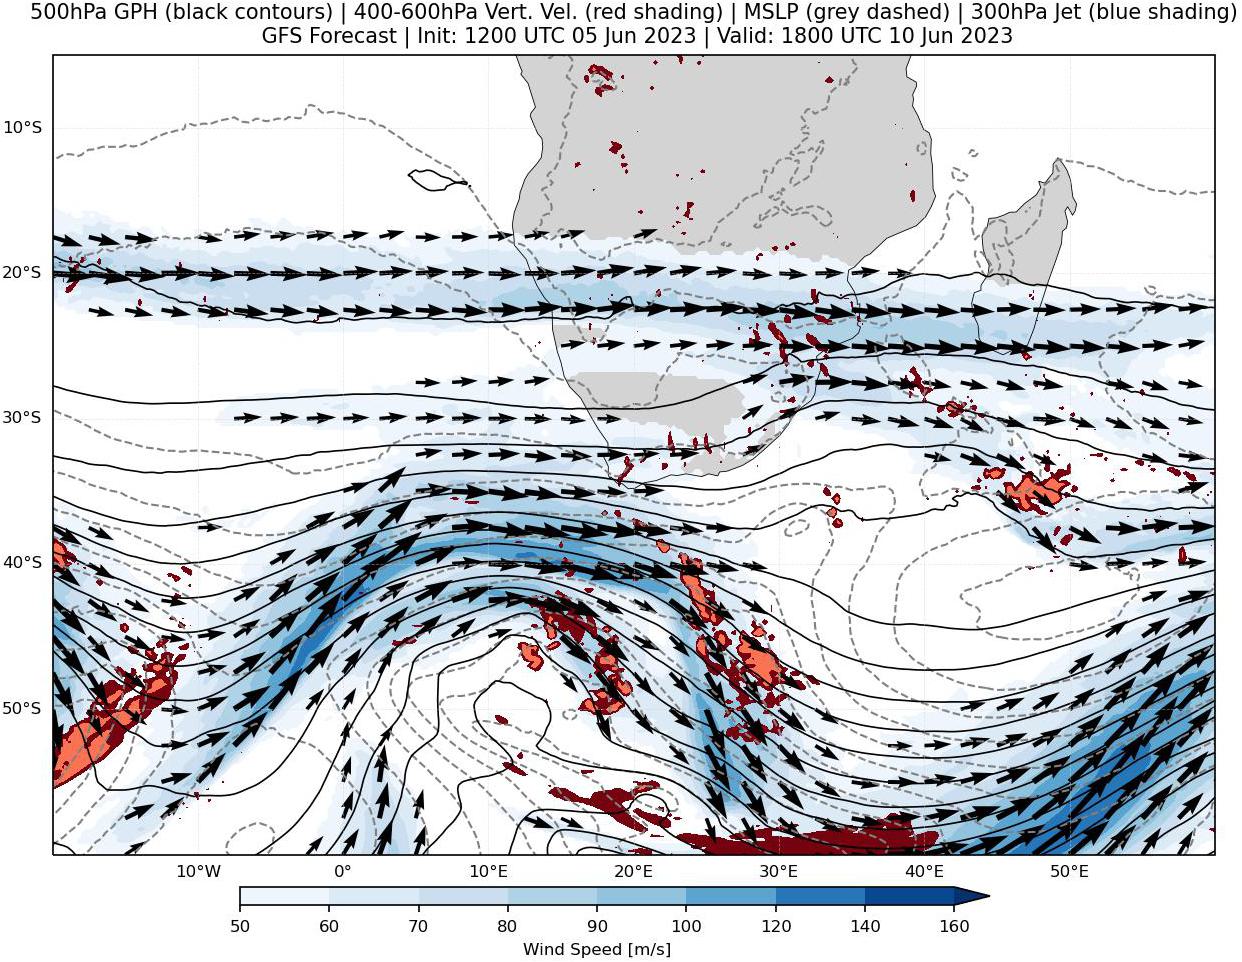 500hPa GPH (black contours) | 400-600hPa Vert. Vel. (red shading) | MSLP (grey dashed) | 300hPa Jet (blue shading)
GFS Forecast | Init: 1200 UTC 05 Jun 2023 | Valid: 1800 UTC 10 Jun 2023
10°S
20°S
30°S
40°S
50°S
10°W 0° 10°E 20°E 30°E 40°E 50°E
50 60 70 80 90 100 120 140 160
Wind Speed [m/s]